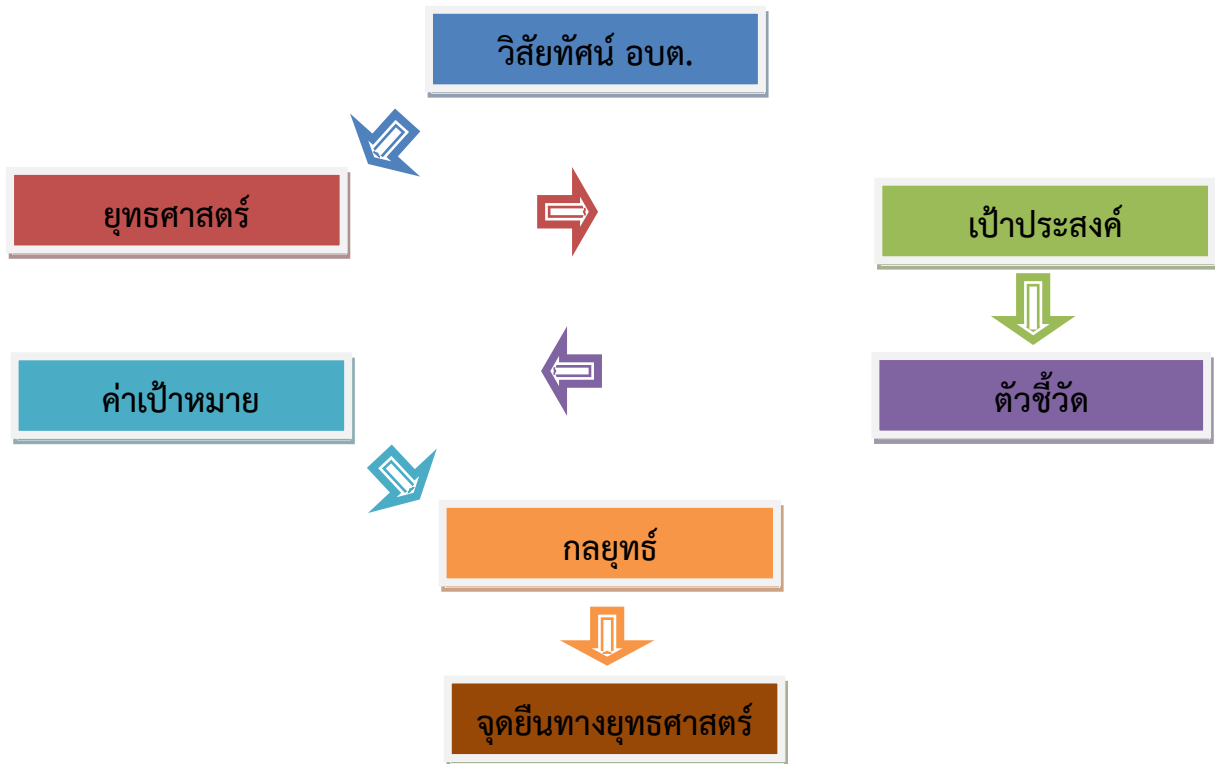 วิสัยทัศน์ อบต.
ยุทธศาสตร์
เป้าประสงค์
ค่าเป้าหมาย
ตัวชี้วัด
กลยุทธ์
จุดยืนทางยุทธศาสตร์